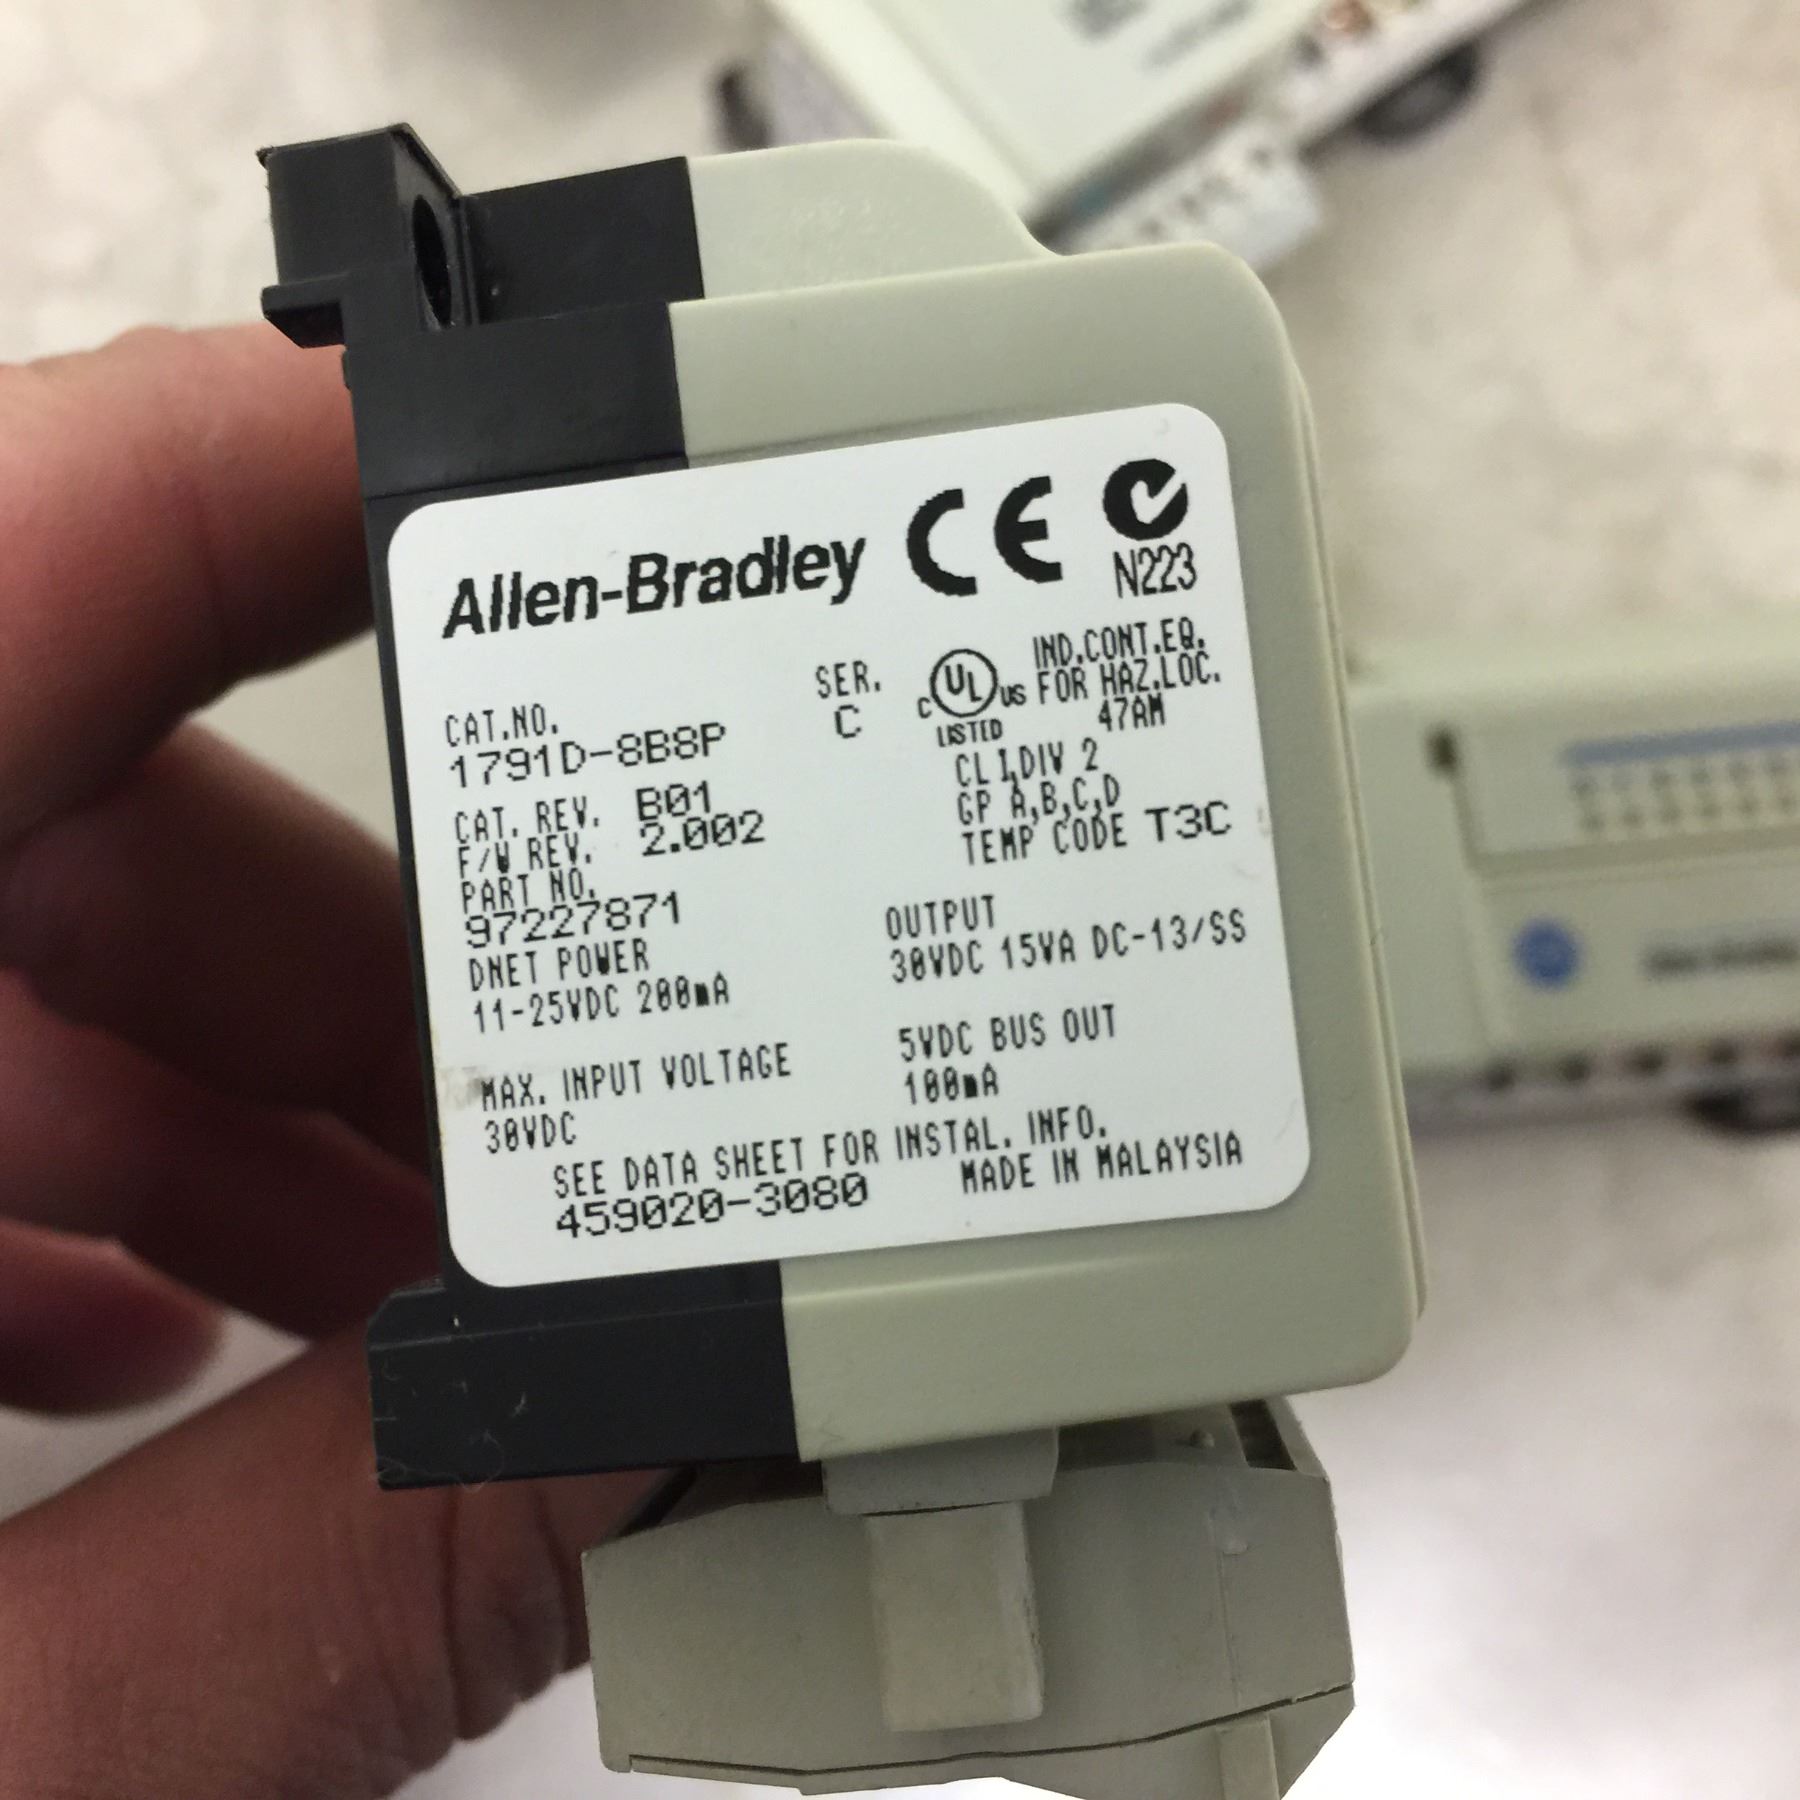 Allen-Bradley CE
N223
CAT.NO.
1791D-8B8P
SER.
C
C UL US
LISTED
IND.CONT.EQ.
FOR HAZ.LOC.
47AM
CL I,DIV 2
GP A,B,C,D
TEMP CODE T3C
CAT. REV. B01
F/W REV. 2.002
PART NO.
97227871
DNET POWER
11-25VDC 200mA
OUTPUT
30VDC 15VA DC-13/SS
MAX. INPUT VOLTAGE
30VDC
5VDC BUS OUT
100mA
SEE DATA SHEET FOR INSTAL. INFO.
459020-3080
MADE IN MALAYSIA